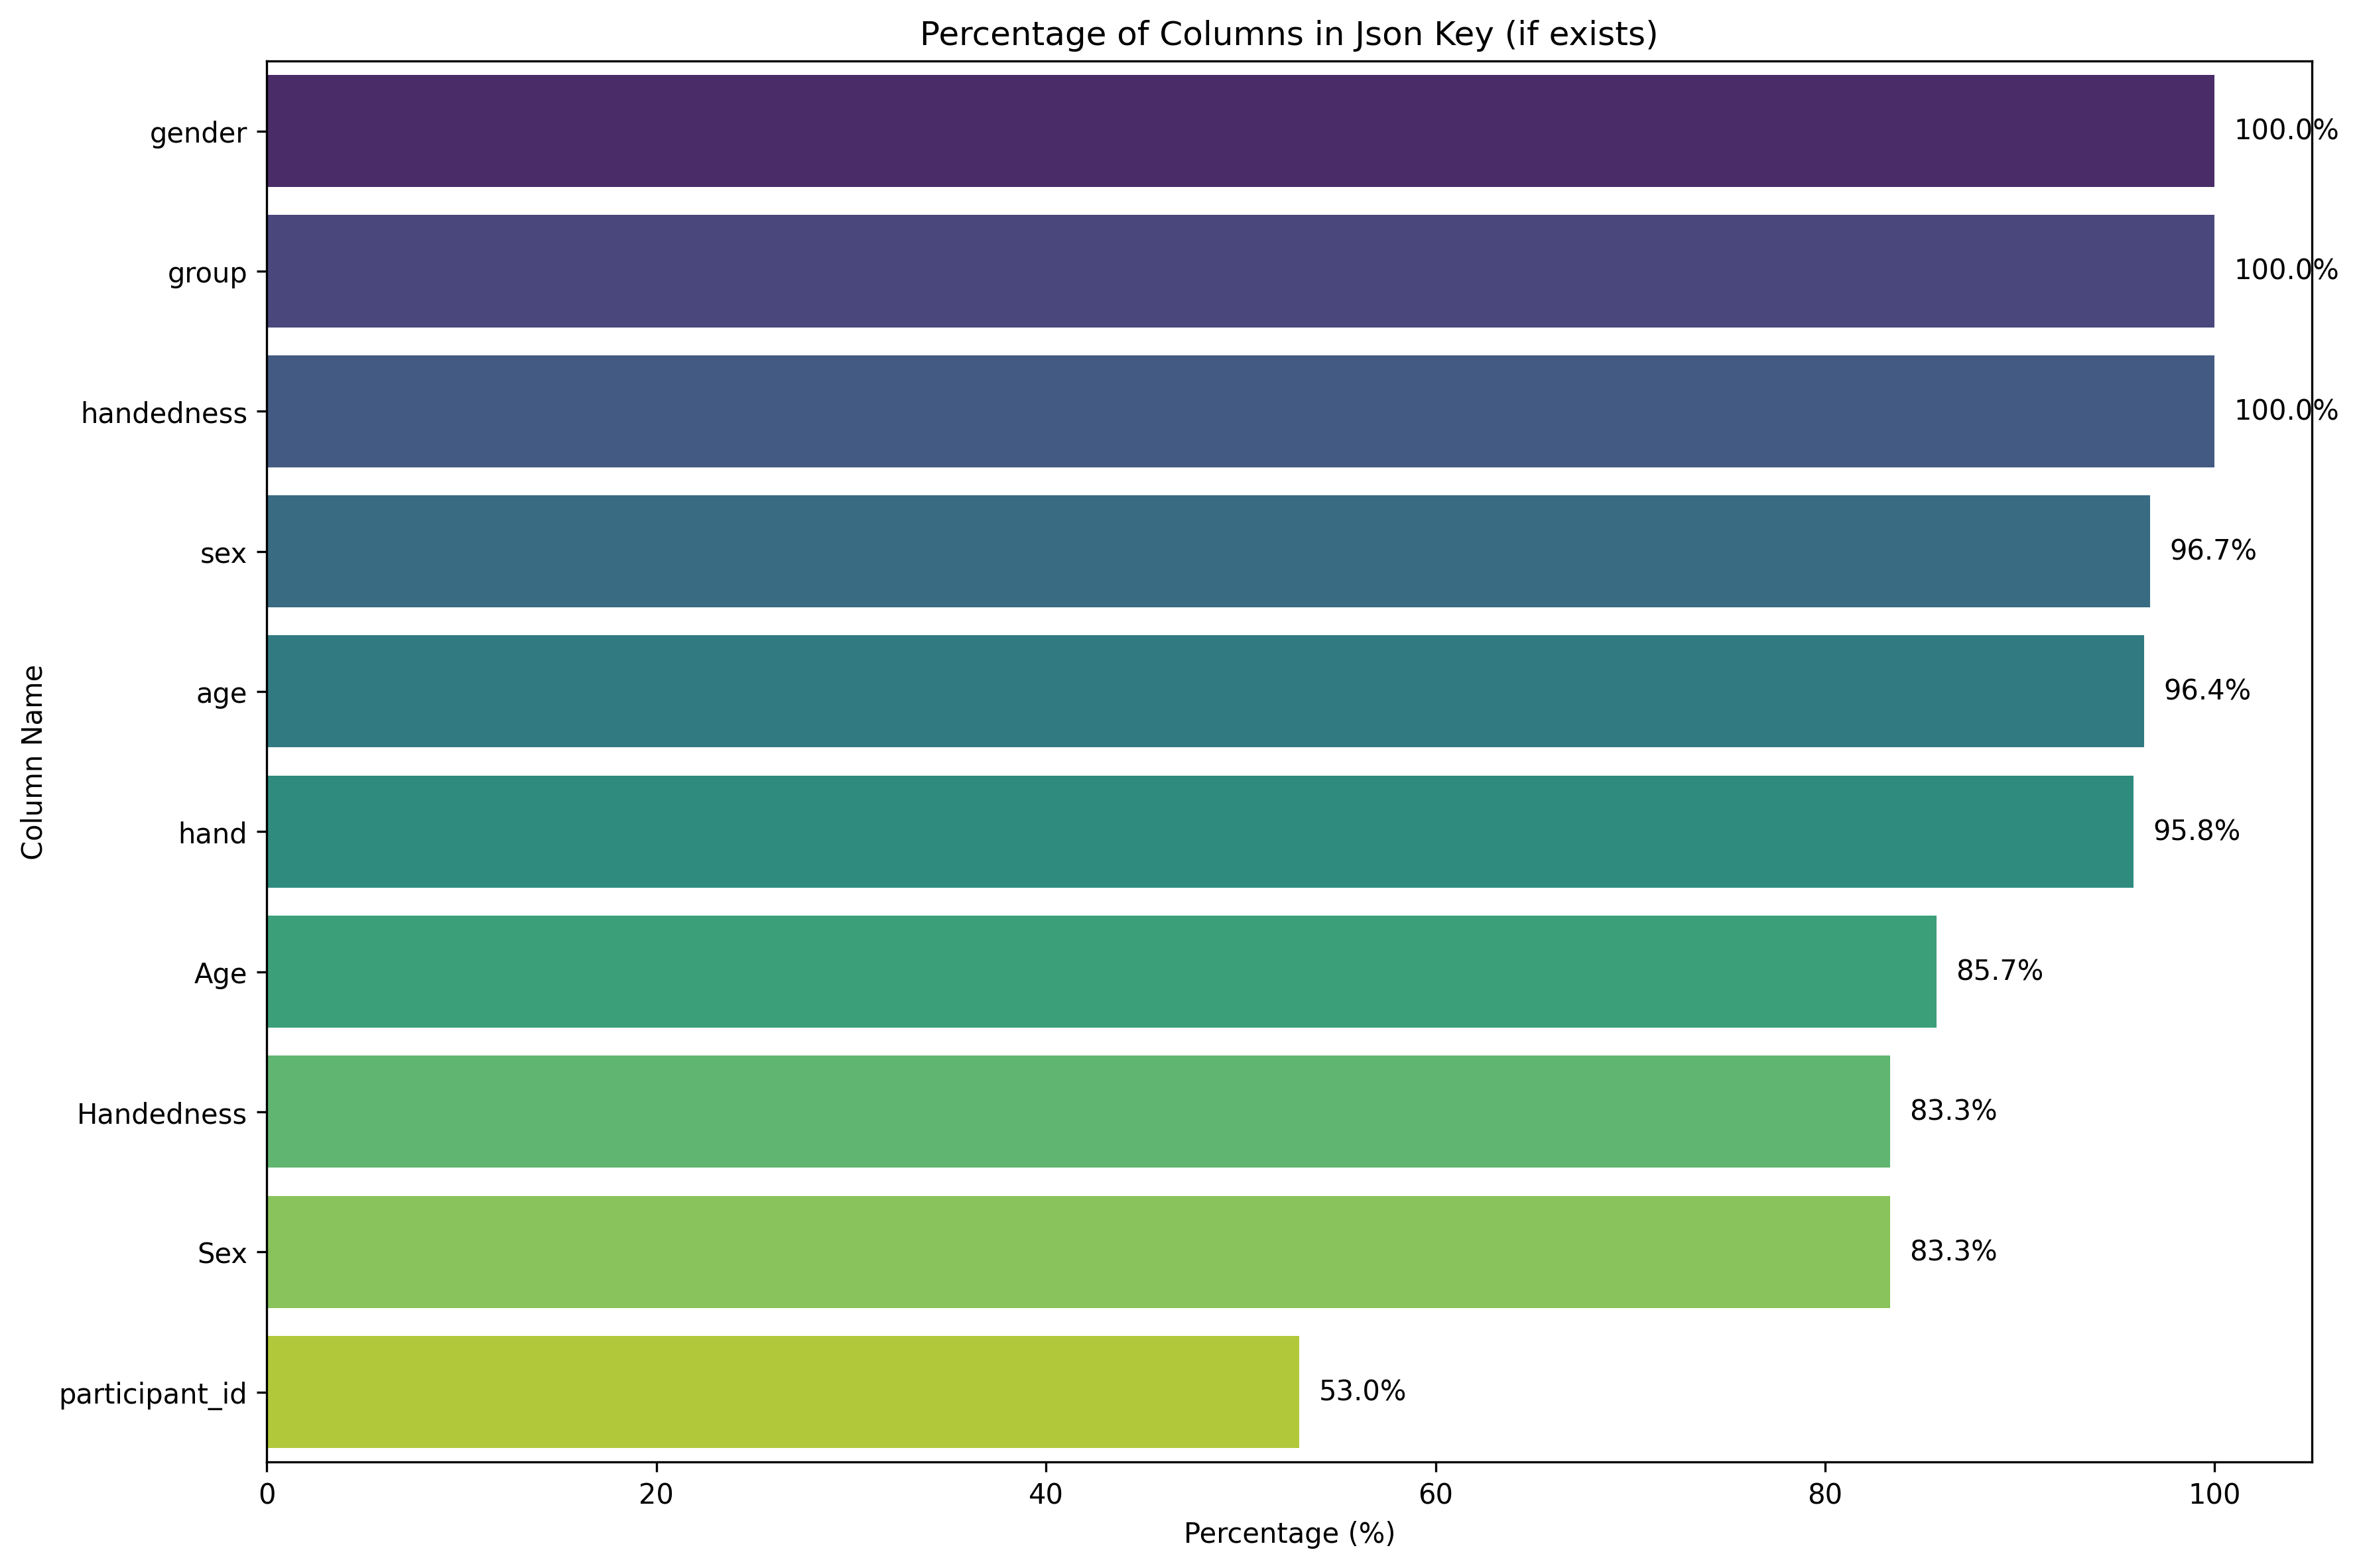 Percentage of Columns in Json Key (if exists)
gender
100.0%
group
100.0%
handedness
100.0%
sex
96.7%
age
96.4%
hand
95.8%
Age
85.7%
Handedness
83.3%
Sex
83.3%
participant_id
53.0%
Column Name
0 20 40 60 80 100
Percentage (%)